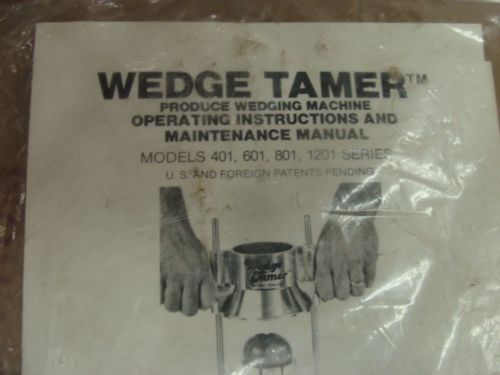 WEDGE TAMER™
PRODUCE WEDGING MACHINE
OPERATING INSTRUCTIONS AND
MAINTENANCE MANUAL
MODELS 401, 601, 801, 1201 SERIES
U.S. AND FOREIGN PATENTS PENDING
Wedge
Tamer